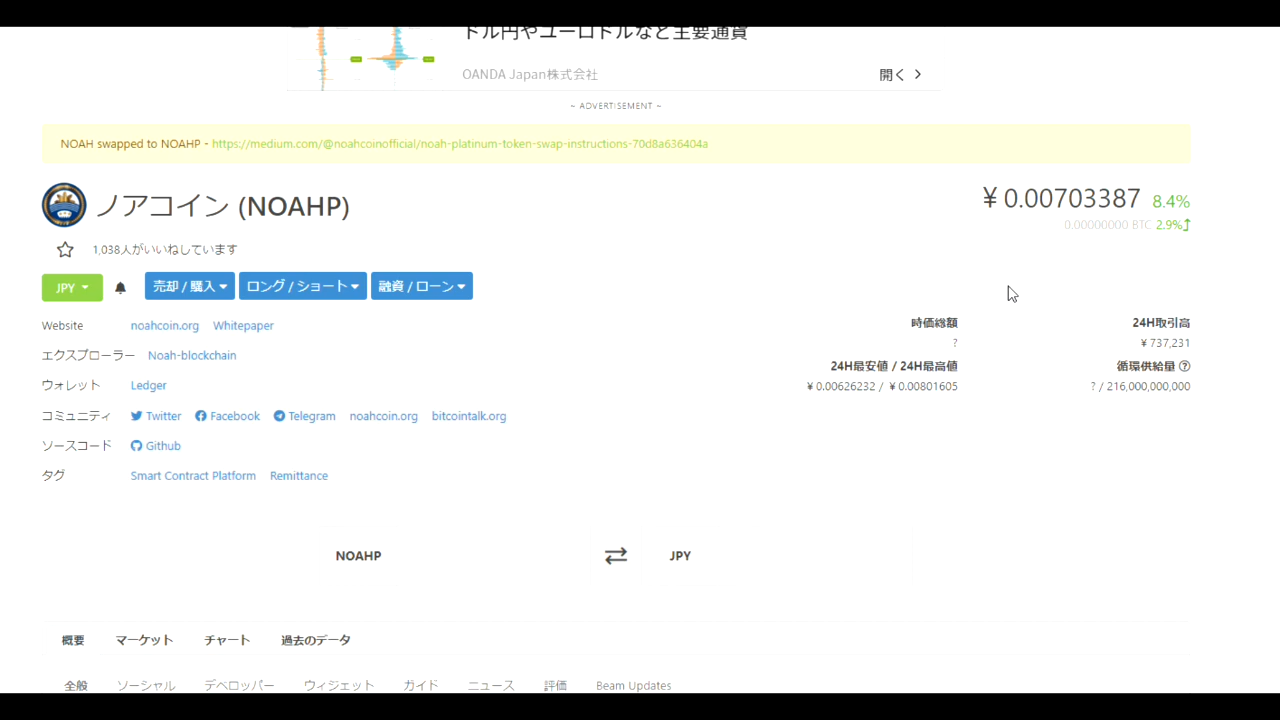 ドル円やユーロドルなど主要通貨
OANDA Japan株式会社
開く
~ ADVERTISEMENT ~
NOAH swapped to NOAHP - https://medium.com/@noahcoinofficial/noah-platinum-token-swap-instructions-70d8a636404a
ノアコイン (NOAHP)
¥0.00703387 8.4%
0.00000000 BTC 2.9%
1,038人がいいねしています
JPY 売却 / 購入 ロング / ショート 融資 / ローン
Website noahcoin.org Whitepaper
エクスプローラー Noah-blockchain
ウォレット Ledger
コミュニティ Twitter Facebook Telegram noahcoin.org bitcointalk.org
ソースコード Github
タグ Smart Contract Platform Remittance
時価総額 24H取引高
? ¥737,231
24H最安値 / 24H最高値 循環供給量
¥0.00626232 / ¥0.00801605 ? / 216,000,000,000
NOAHP JPY
概要 マーケット チャート 過去のデータ
全般 ソーシャル デベロッパー ウィジェット ガイド ニュース 評価 Beam Updates